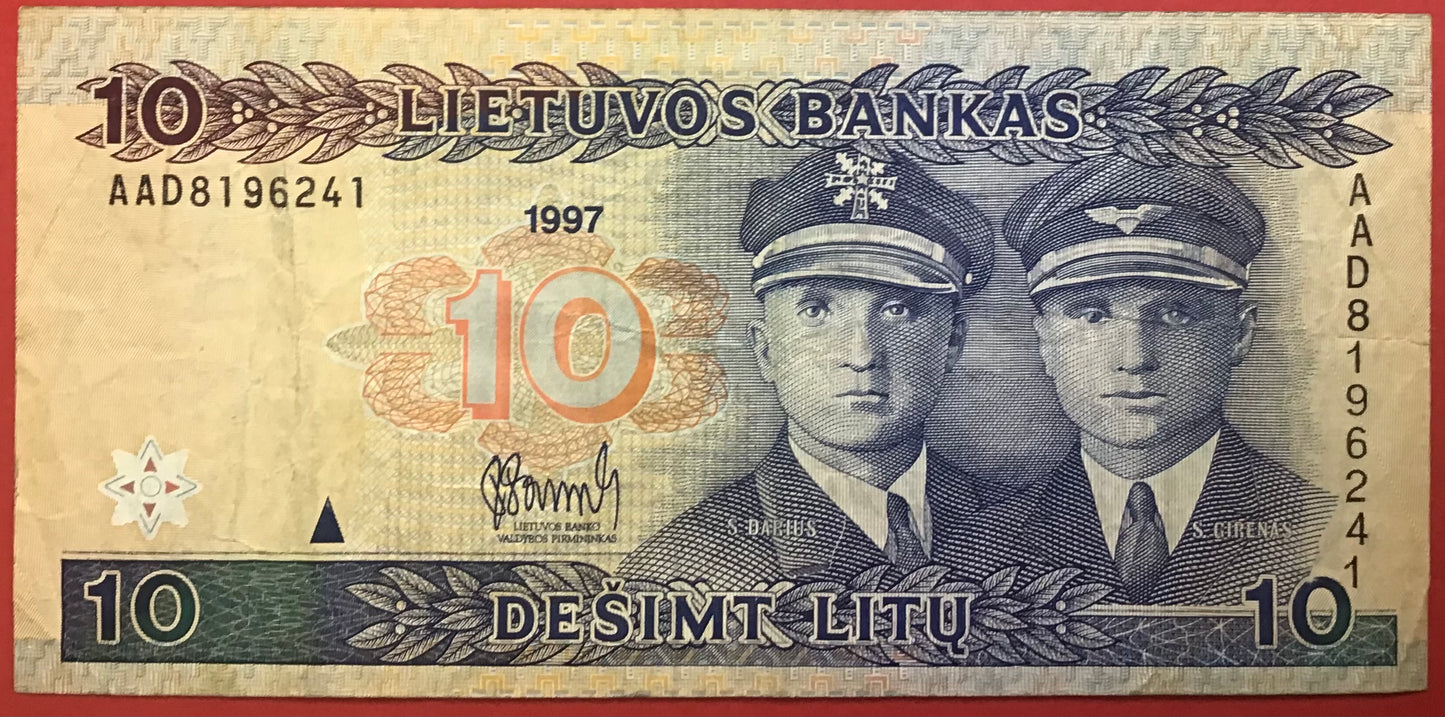 10 LIETUVOS BANKAS
AAD8196241
AAD8196241
1997
10
LIETUVOS BANKO
VALDYBOS PIRMININKAS
S. DARIUS
S. GIRĖNAS
10 DEŠIMT LITŲ 10